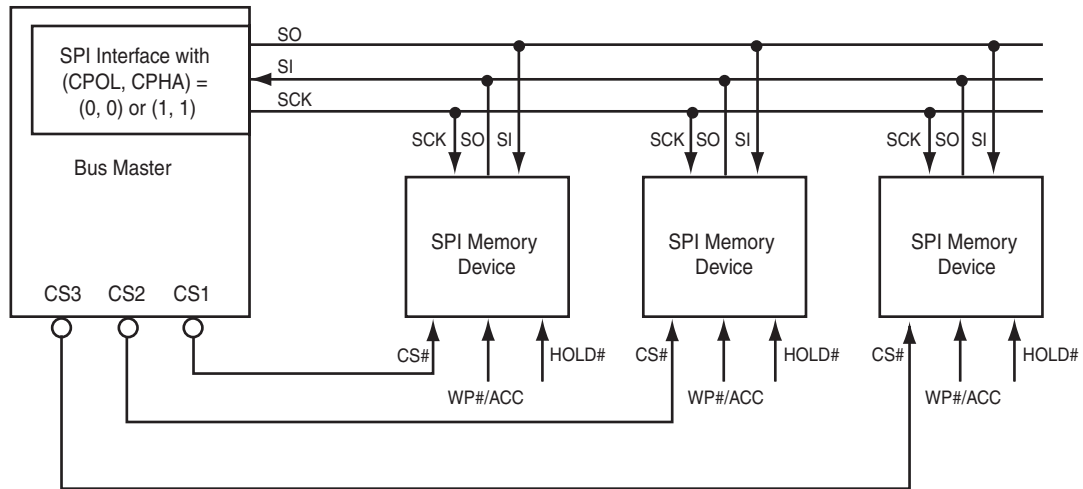 SO
SI
SCK
SPI Interface with
(CPOL, CPHA) =
(0, 0) or (1, 1)
Bus Master
CS3 CS2 CS1
SCK SO SI
SCK SO SI
SCK SO SI
SPI Memory
Device
SPI Memory
Device
SPI Memory
Device
CS#
HOLD#
WP#/ACC
CS#
HOLD#
WP#/ACC
CS#
HOLD#
WP#/ACC